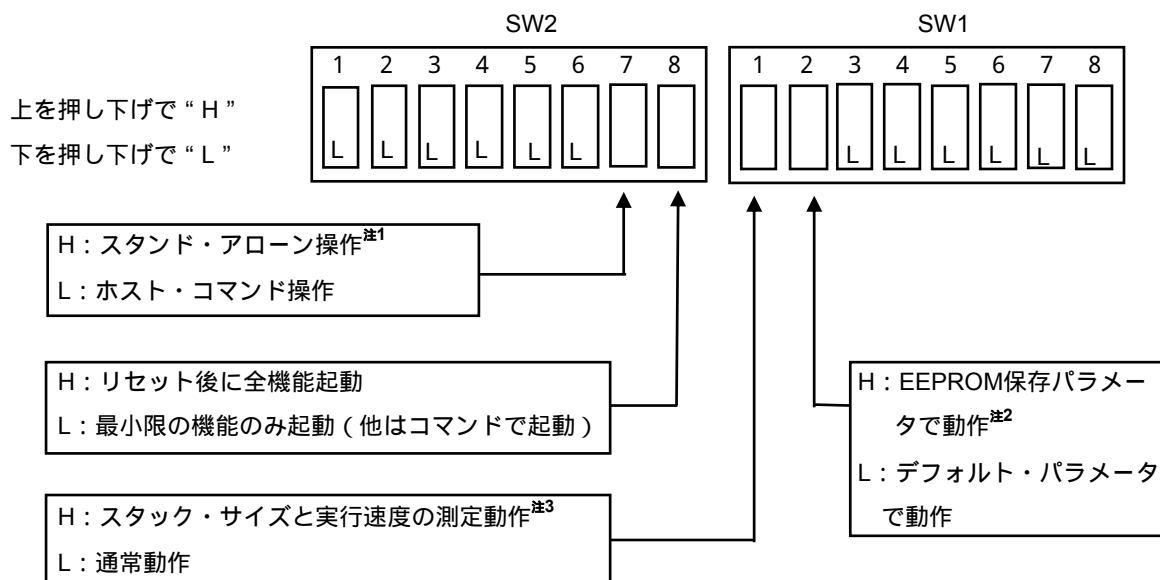 SW2 SW1
1 2 3 4 5 6 7 8 1 2 3 4 5 6 7 8
上を押し下げで“H”
下を押し下げで“L”
L L L L L L L L L L L L
H:スタンド・アローン操作注1
L:ホスト・コマンド操作
H:リセット後に全機能起動
L:最小限の機能のみ起動(他はコマンドで起動)
H:EEPROM保存パラメー
タで動作注2
L:デフォルト・パラメータ
で動作
H:スタック・サイズと実行速度の測定動作注3
L:通常動作